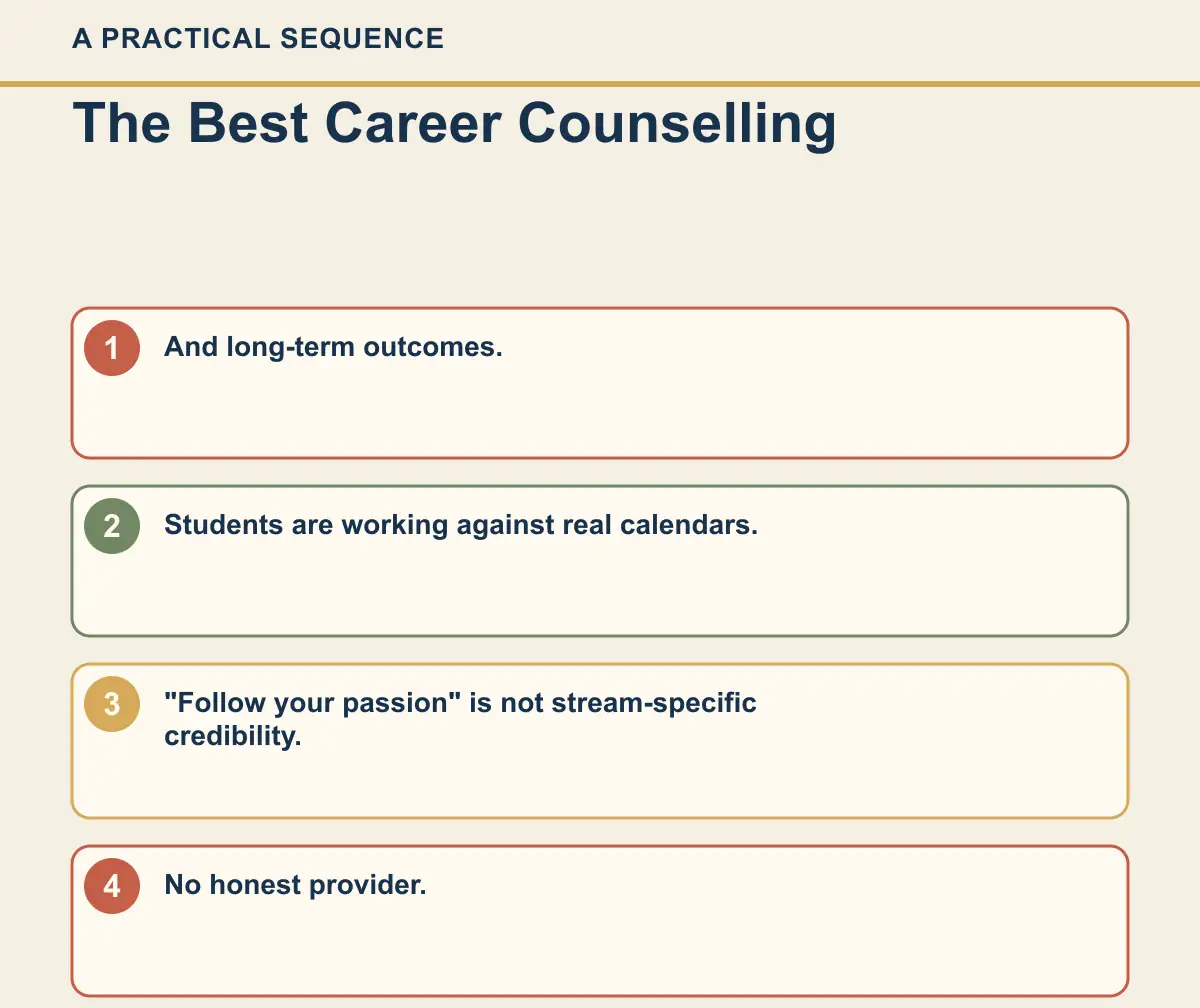 A PRACTICAL SEQUENCE
The Best Career Counselling
1
And long-term outcomes.
2
Students are working against real calendars.
3
"Follow your passion" is not stream-specific
credibility.
4
No honest provider.